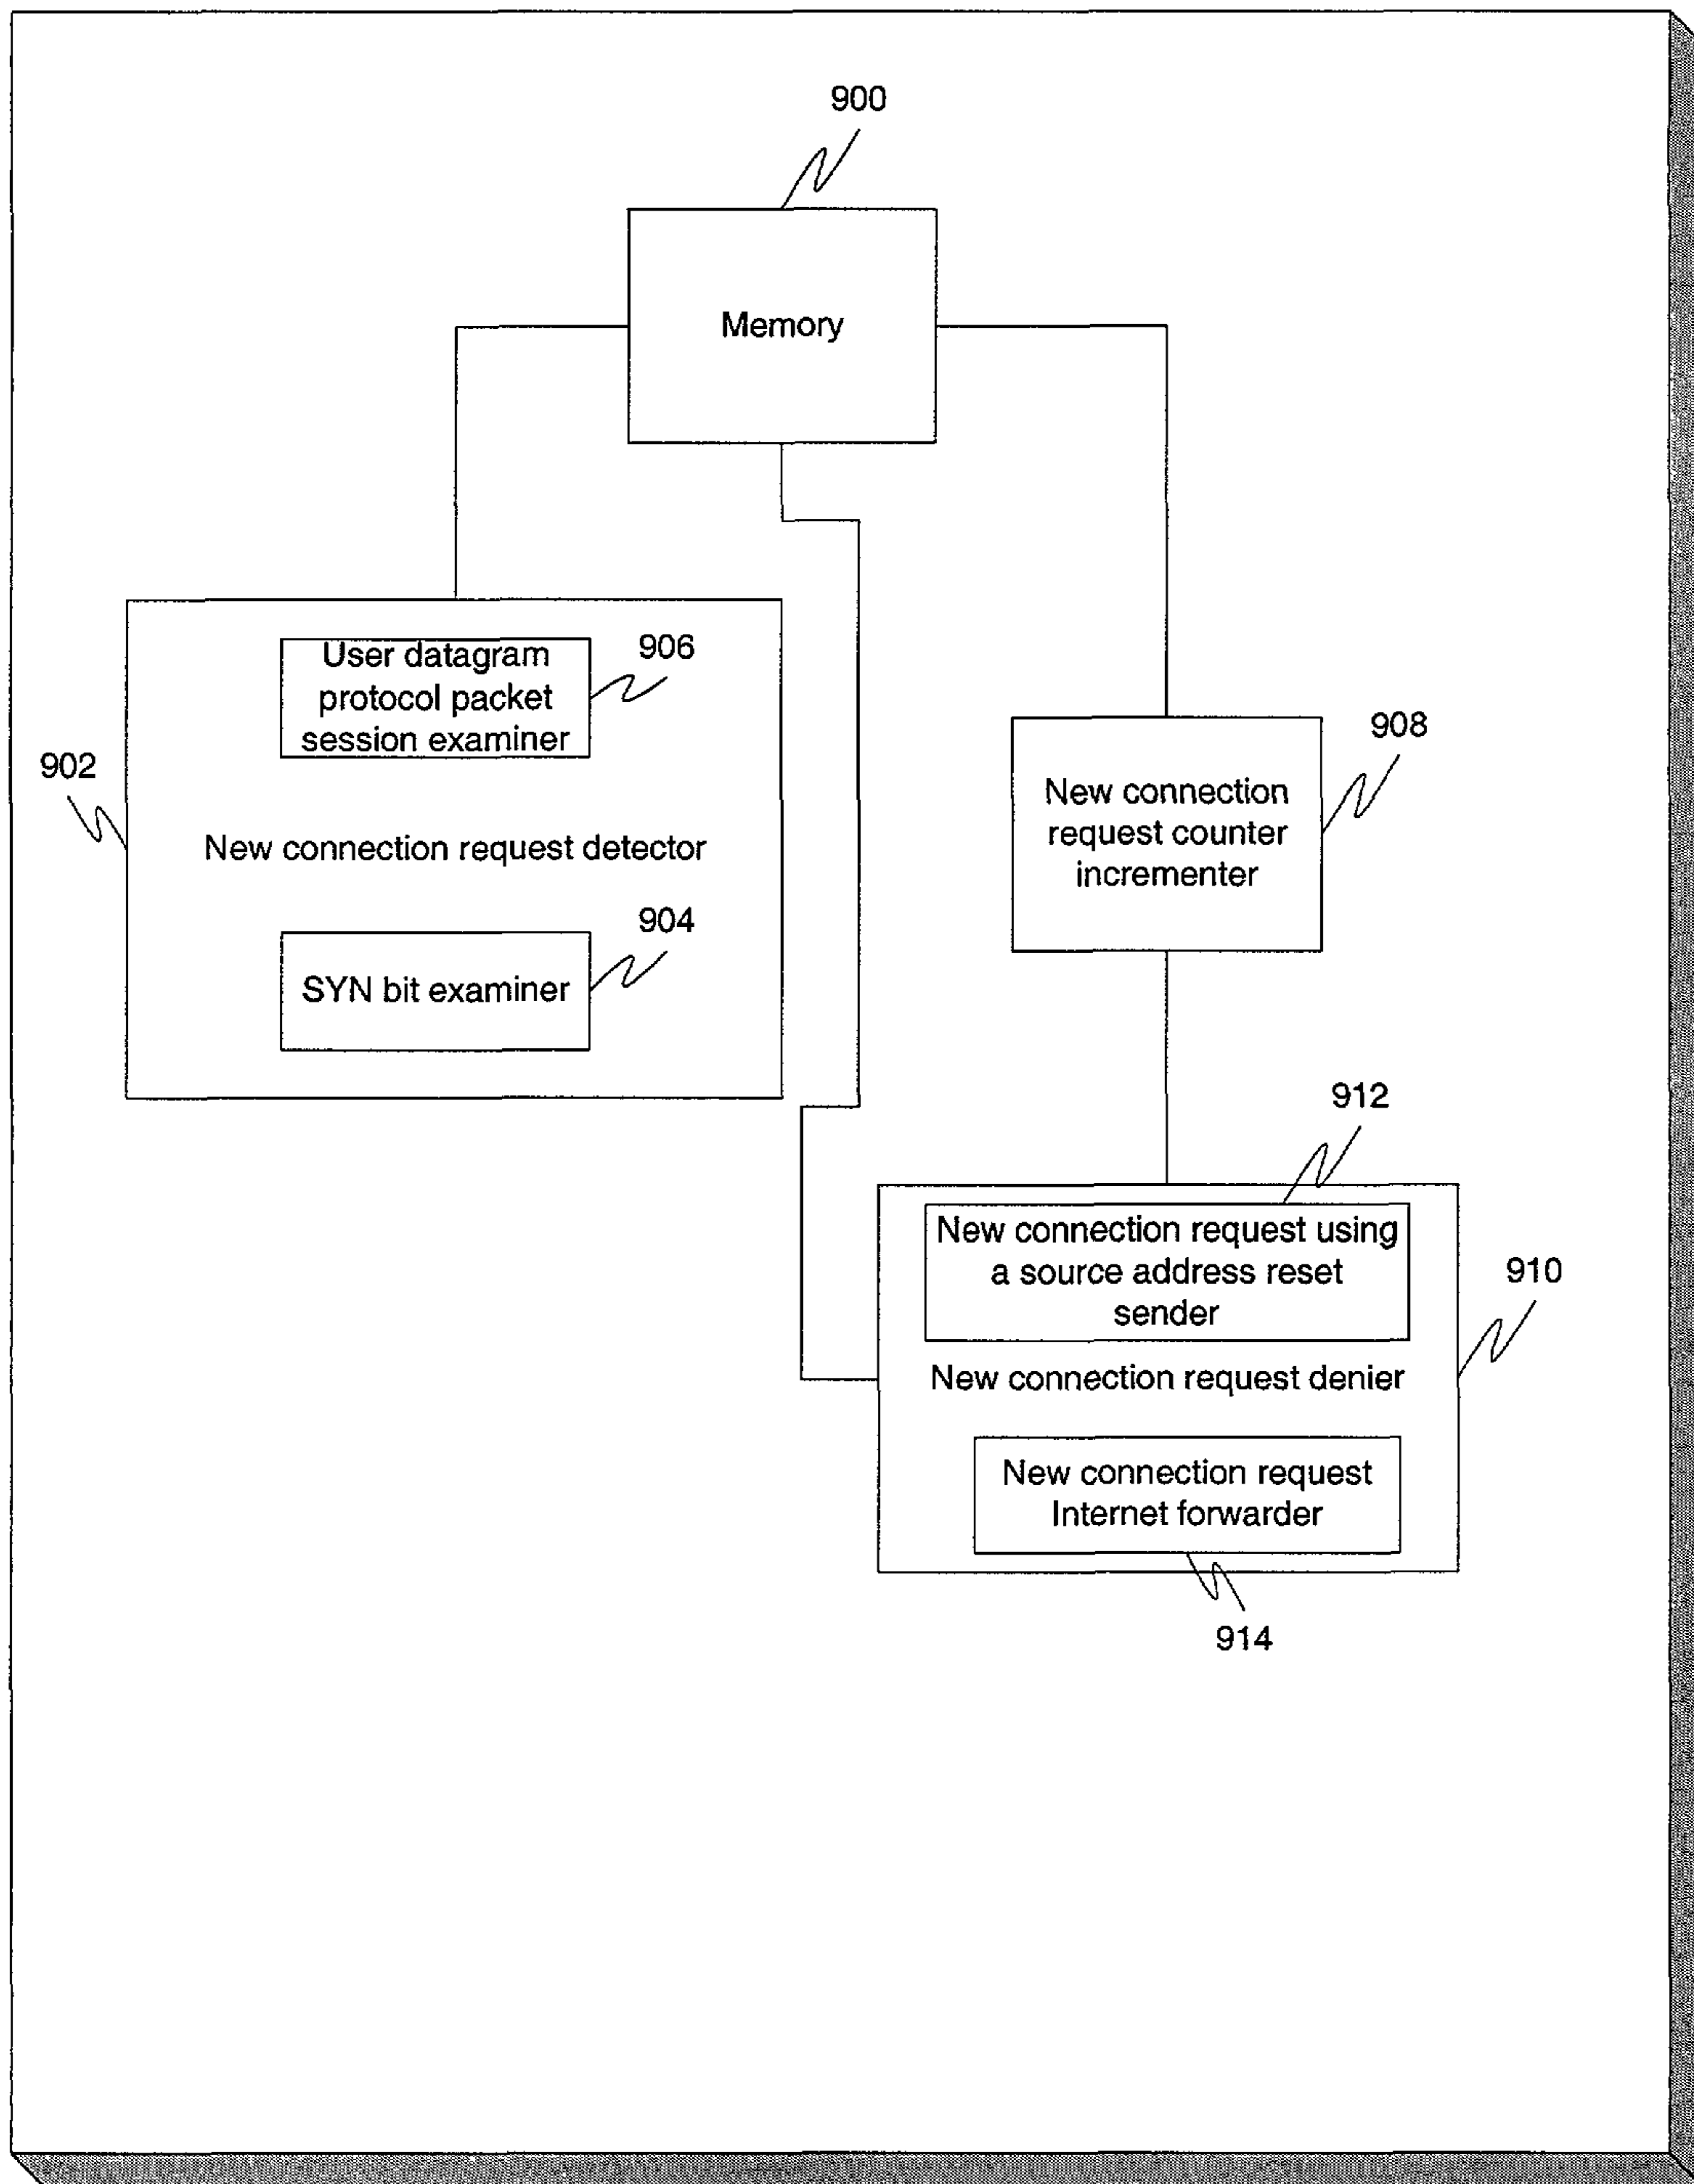 900
Memory
User datagram
protocol packet
session examiner
906
902
New connection request detector
904
SYN bit examiner
908
New connection
request counter
incrementer
912
New connection request using
a source address reset
sender
910
New connection request denier
New connection request
Internet forwarder
914